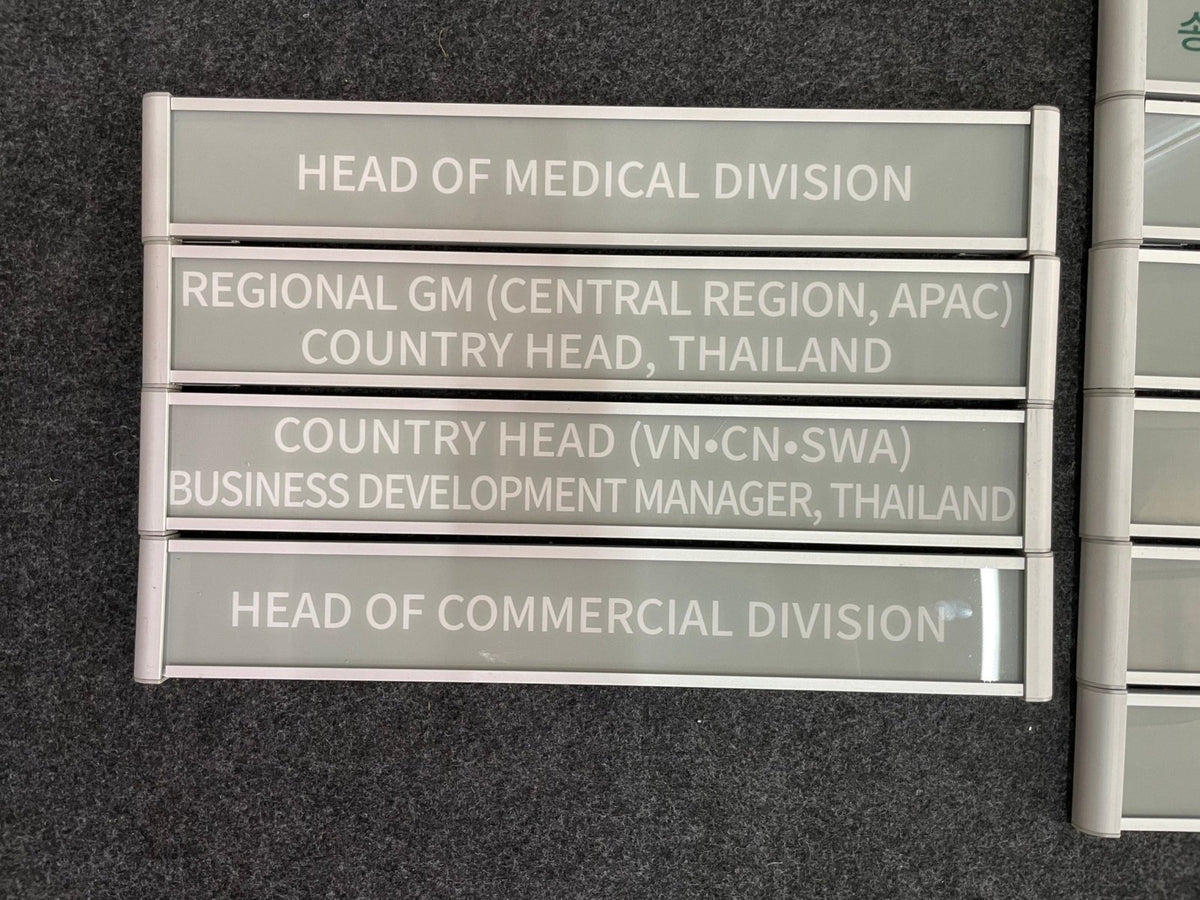 HEAD OF MEDICAL DIVISION
REGIONAL GM (CENTRAL REGION, APAC)
COUNTRY HEAD, THAILAND
COUNTRY HEAD (VN•CN•SWA)
BUSINESS DEVELOPMENT MANAGER, THAILAND
HEAD OF COMMERCIAL DIVISION